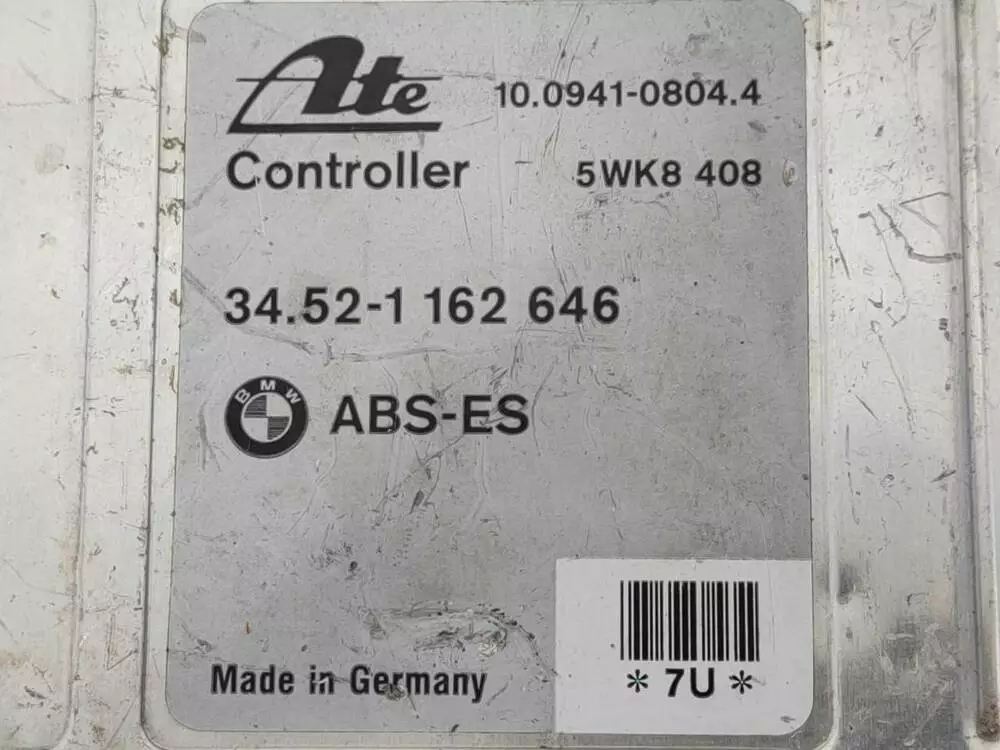 Ate 10.0941-0804.4
Controller 5WK8 408
34.52-1 162 646
BMW ABS-ES
Made in Germany
* 7U *